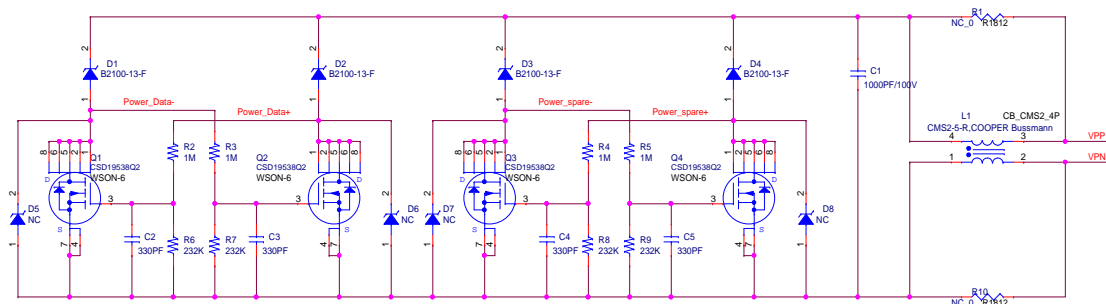 R1
NC_0 R1812
D1
B2100-13-F
D2
B2100-13-F
D3
B2100-13-F
D4
B2100-13-F
C1
1000PF/100V
Power_Data-
Power_Data+
Power_spare-
Power_spare+
L1
CB_CMS2_4P
CMS2-5-R,COOPER Bussmann
4 3
1 2
VPP
VPN
R2
1M
R3
1M
R4
1M
R5
1M
Q1
CSD19538Q2
WSON-6
Q2
CSD19538Q2
WSON-6
Q3
CSD19538Q2
WSON-6
Q4
CSD19538Q2
WSON-6
D5
NC
D6
NC
D7
NC
D8
NC
C2
330PF
R6
232K
R7
232K
C3
330PF
C4
330PF
R8
232K
R9
232K
C5
330PF
R10
NC_0 R1812